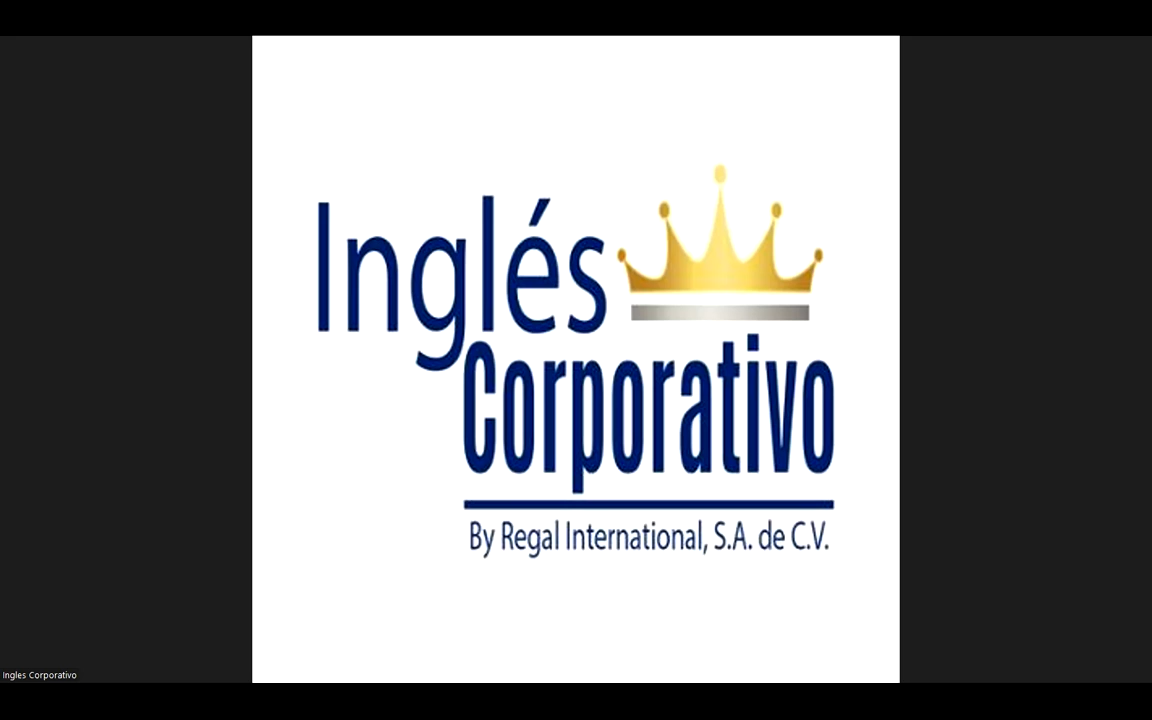 Inglés
Corporativo
By Regal International, S.A. de C.V.
Ingles Corporativo